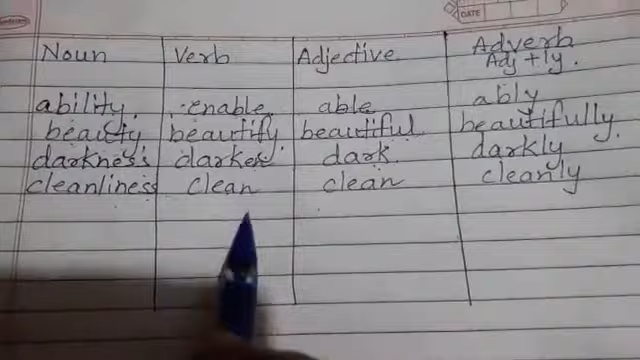 DATE
Noun Verb Adjective Adverb
Adj + ly.
ability enable able ably
beauty beautify beautiful beautifully.
darkness darken dark darkly
cleanliness clean clean cleanly